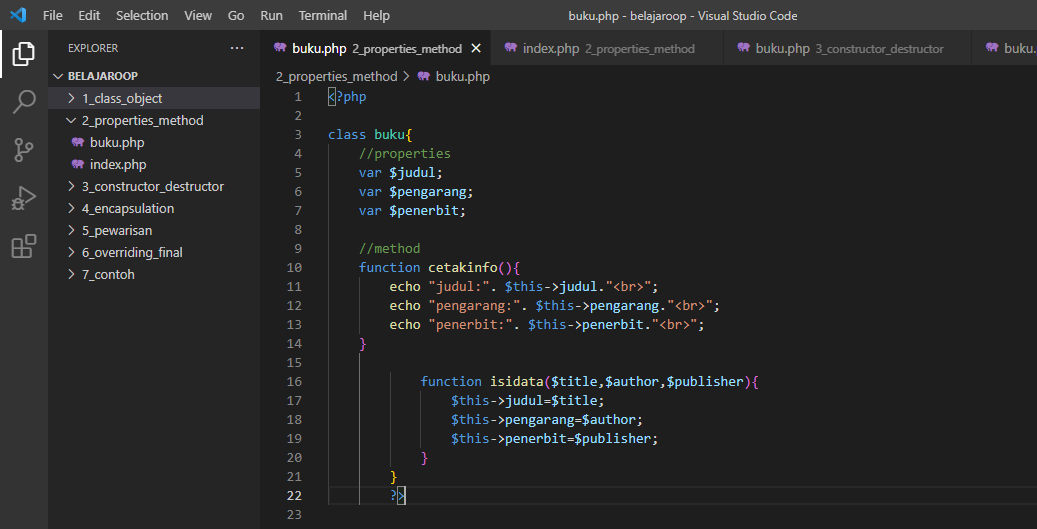 File Edit Selection View Go Run Terminal Help buku.php - belajaroop - Visual Studio Code
EXPLORER ...
BELAJAROOP
1_class_object
2_properties_method
buku.php
index.php
3_constructor_destructor
4_encapsulation
5_pewarisan
6_overriding_final
7_contoh
buku.php 2_properties_method index.php 2_properties_method buku.php 3_constructor_destructor buku.
2_properties_method > buku.php
1 <?php
2
3 class buku{
4     //properties
5     var $judul;
6     var $pengarang;
7     var $penerbit;
8
9     //method
10     function cetakinfo(){
11         echo "judul:". $this->judul."<br>";
12         echo "pengarang:". $this->pengarang."<br>";
13         echo "penerbit:". $this->penerbit."<br>";
14     }
15
16             function isidata($title,$author,$publisher){
17                 $this->judul=$title;
18                 $this->pengarang=$author;
19                 $this->penerbit=$publisher;
20             }
21         }
22         ?>
23